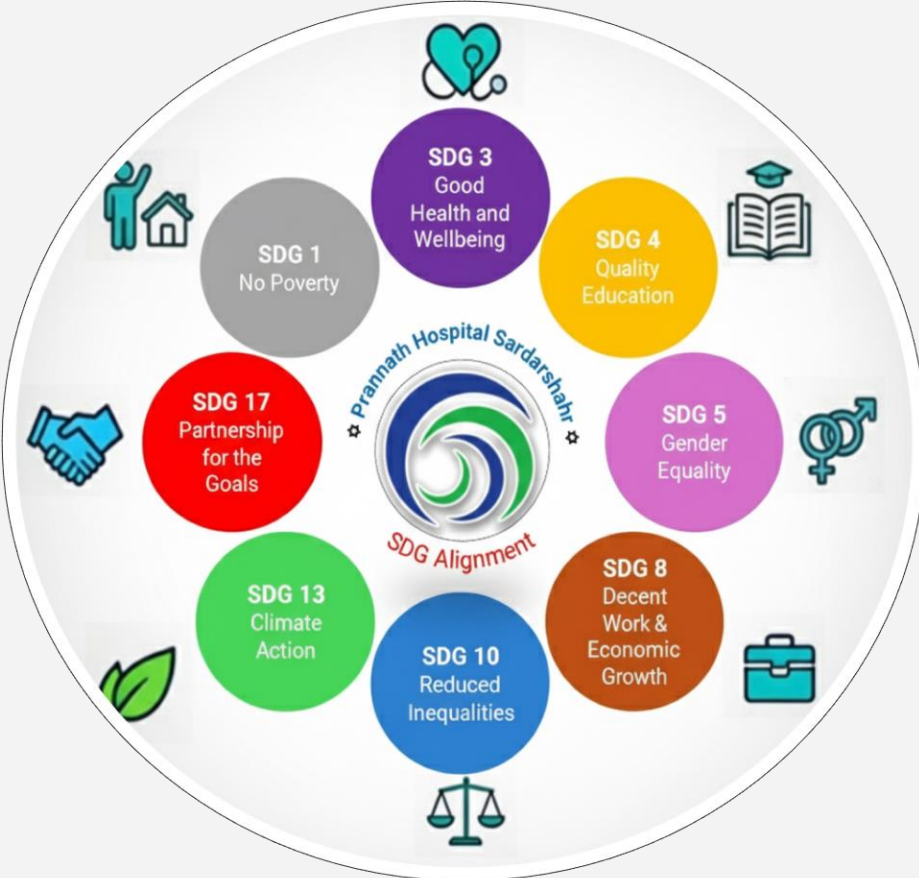 SDG 3
Good
Health and
Wellbeing
SDG 4
Quality
Education
SDG 5
Gender
Equality
SDG 8
Decent
Work &
Economic
Growth
SDG 10
Reduced
Inequalities
SDG 13
Climate
Action
SDG 17
Partnership
for the
Goals
SDG 1
No Poverty
Prannath Hospital Sardarshahr
SDG Alignment